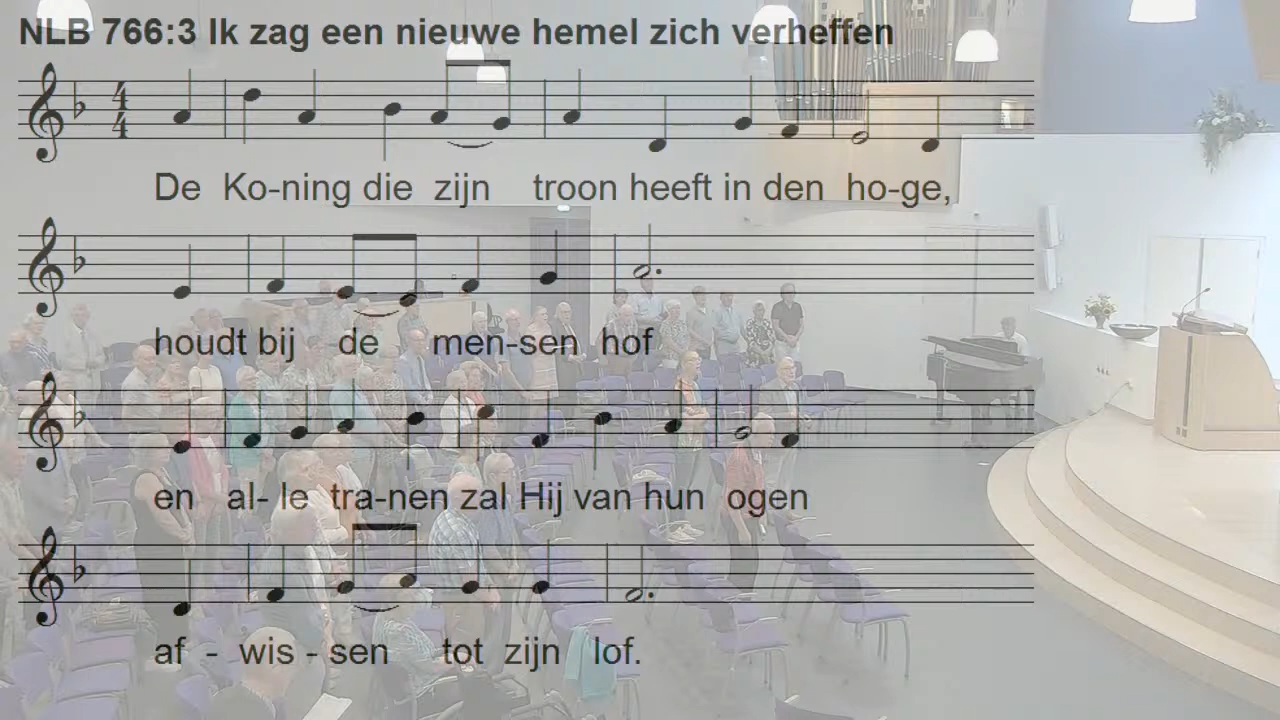 NLB 766:3 Ik zag een nieuwe hemel zich verheffen
4
4
De Ko-ning die zijn troon heeft in den ho-ge,
houdt bij de men-sen hof
en al- le tra-nen zal Hij van hun ogen
af - wis - sen tot zijn lof.